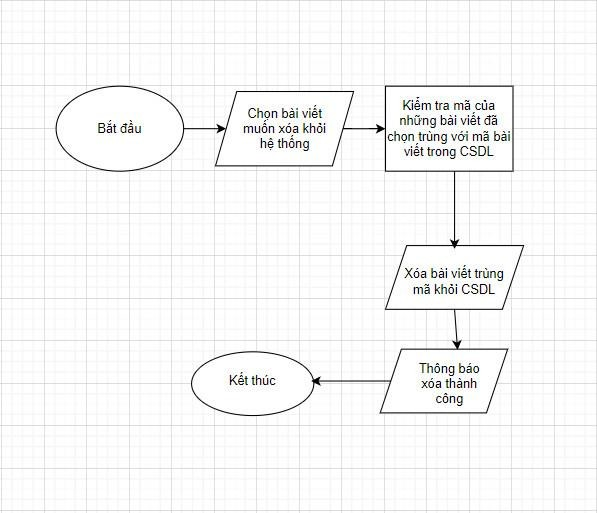 Bắt đầu
Chọn bài viết
muốn xóa khỏi
hệ thống
Kiểm tra mã của
những bài viết đã
chọn trùng với mã bài
viết trong CSDL
Xóa bài viết trùng
mã khỏi CSDL
Thông báo
xóa thành
công
Kết thúc